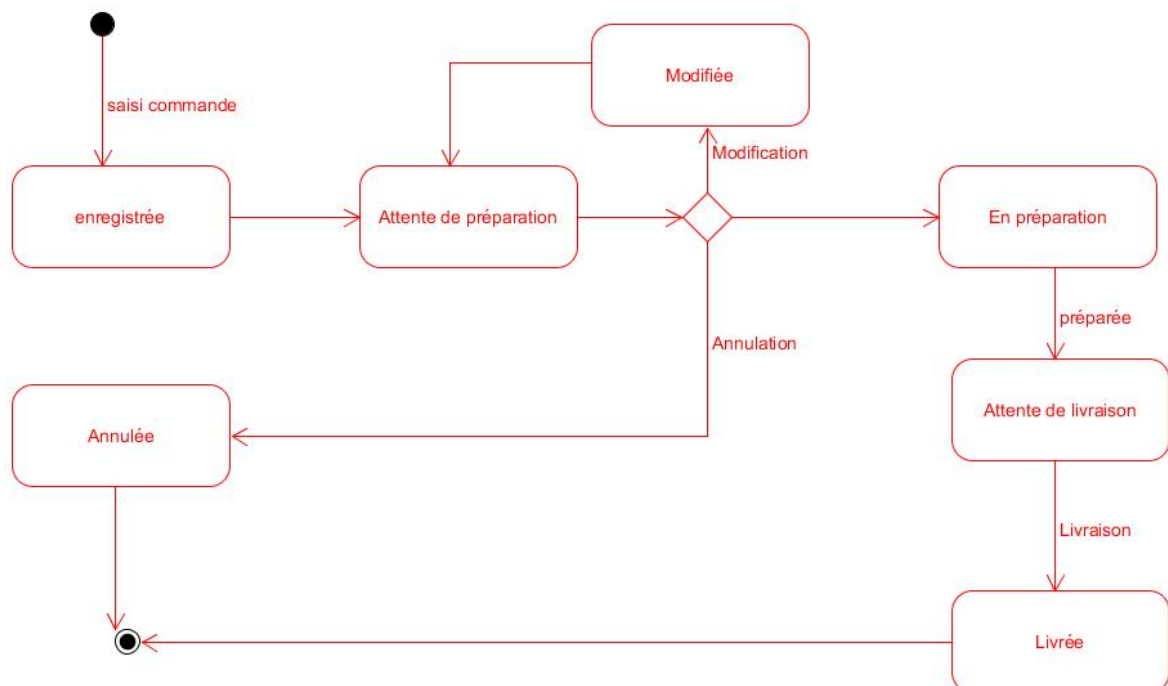 Modifiée
saisi commande
Modification
enregistrée
Attente de préparation
En préparation
préparée
Annulation
Attente de livraison
Annulée
Livraison
Livrée